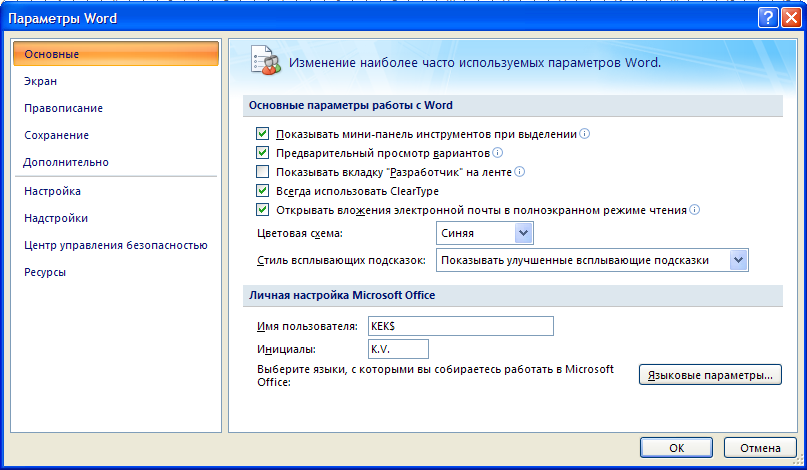 Параметры Word
Основные
Экран
Правописание
Сохранение
Дополнительно
Настройка
Надстройки
Центр управления безопасностью
Ресурсы
Изменение наиболее часто используемых параметров Word.
Основные параметры работы с Word
Показывать мини-панель инструментов при выделении
Предварительный просмотр вариантов
Показывать вкладку "Разработчик" на ленте
Всегда использовать ClearType
Открывать вложения электронной почты в полноэкранном режиме чтения
Цветовая схема: Синяя
Стиль всплывающих подсказок: Показывать улучшенные всплывающие подсказки
Личная настройка Microsoft Office
Имя пользователя: KEK$
Инициалы: K.V.
Выберите языки, с которыми вы собираетесь работать в Microsoft
Office:
Языковые параметры...
ОК Отмена